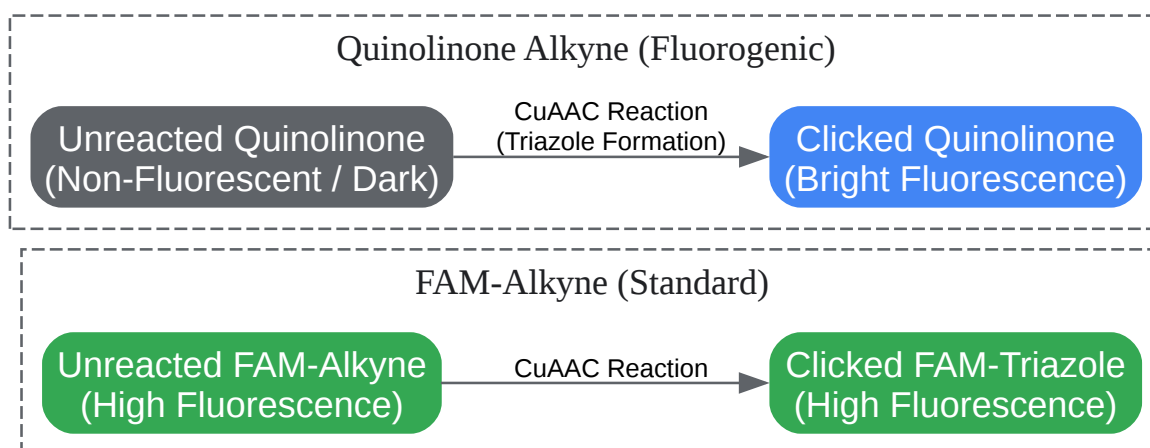 Quinolinone Alkyne (Fluorogenic)
Unreacted Quinolinone
(Non-Fluorescent / Dark)
CuAAC Reaction
(Triazole Formation)
Clicked Quinolinone
(Bright Fluorescence)
FAM-Alkyne (Standard)
Unreacted FAM-Alkyne
(High Fluorescence)
CuAAC Reaction
Clicked FAM-Triazole
(High Fluorescence)